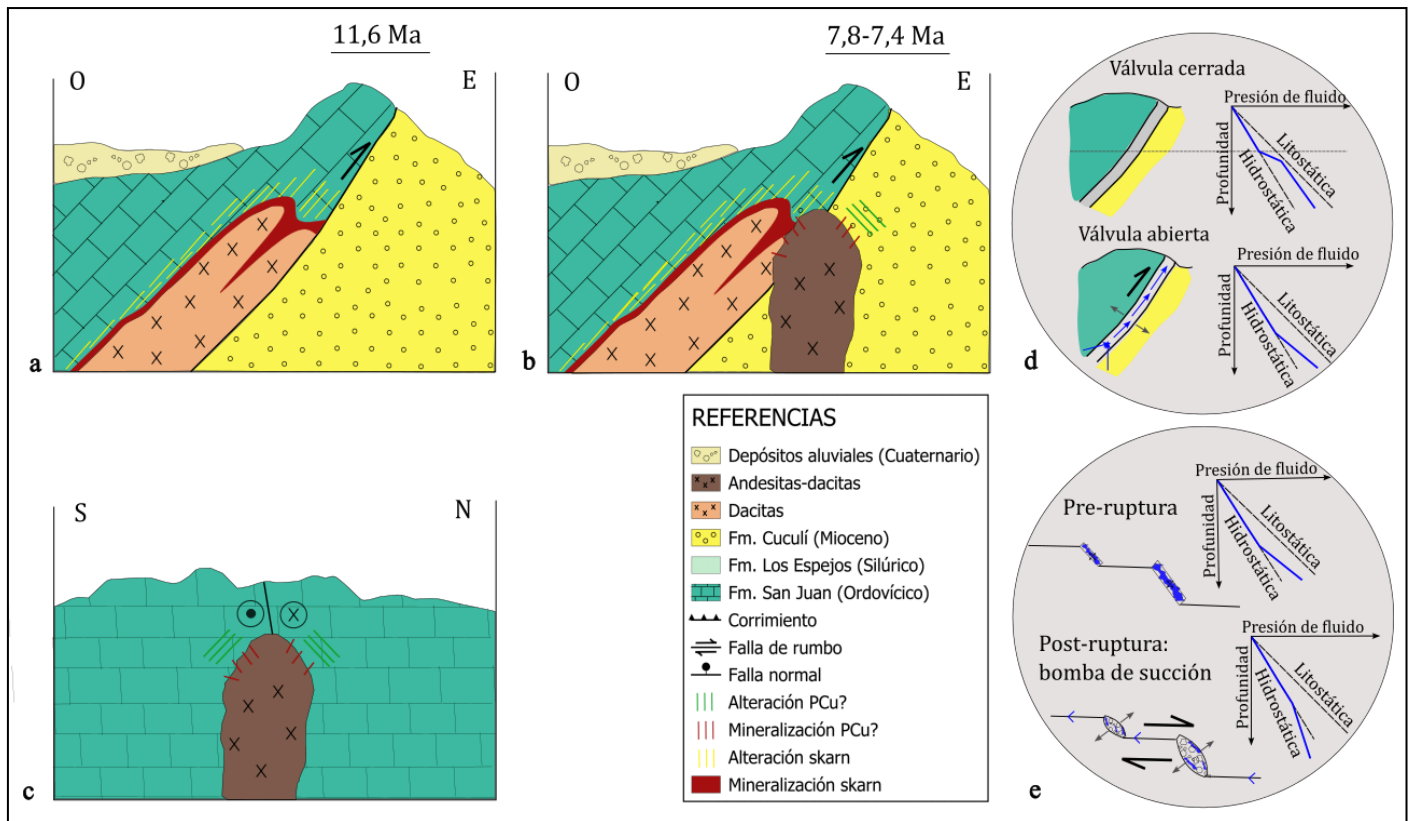 11,6 Ma
O
E
a
7,8-7,4 Ma
O
E
b
S
N
c
REFERENCIAS
Depósitos aluviales (Cuaternario)
Andesitas-dacitas
Dacitas
Fm. Cuculí (Mioceno)
Fm. Los Espejos (Silúrico)
Fm. San Juan (Ordovícico)
Corrimiento
Falla de rumbo
Falla normal
Alteración PCu?
Mineralización PCu?
Alteración skarn
Mineralización skarn
Válvula cerrada
Presión de fluido
Profundidad
Hidrostática
Litostática
Válvula abierta
Presión de fluido
Profundidad
Hidrostática
Litostática
d
Presión de fluido
Pre-ruptura
Profundidad
Hidrostática
Litostática
Post-ruptura:
bomba de succión
Presión de fluido
Profundidad
Hidrostática
Litostática
e